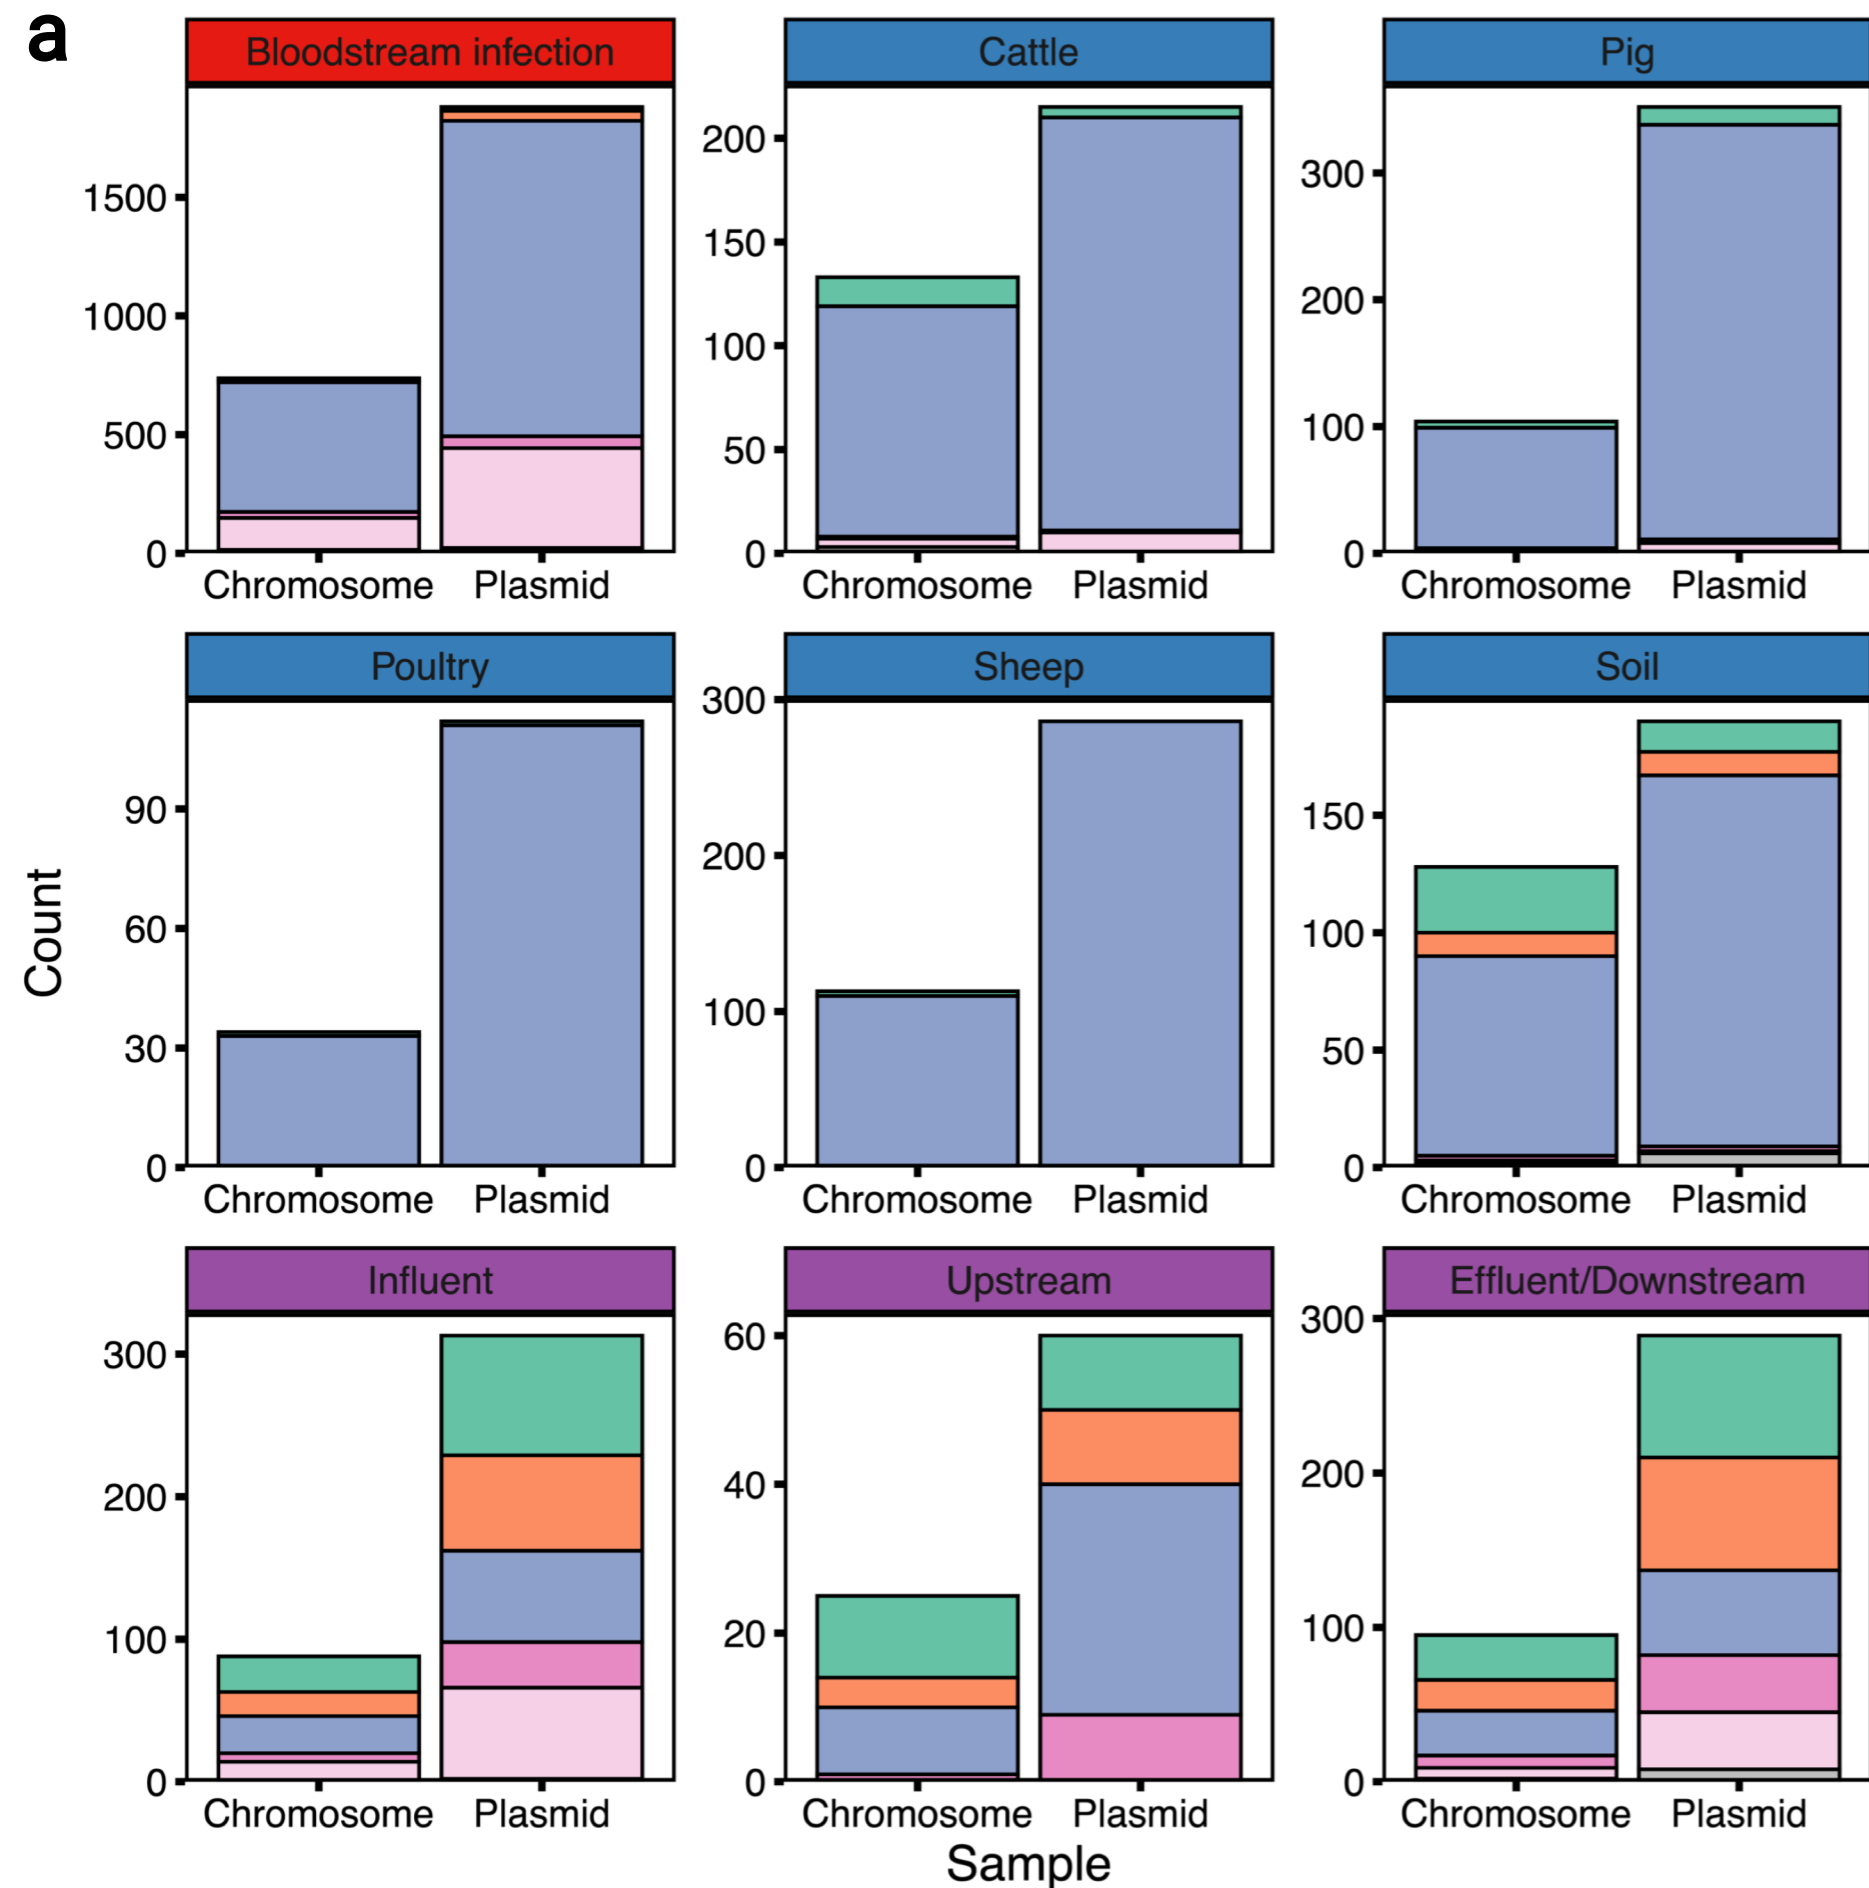 a
Bloodstream infection
Cattle
Pig
1500
1000
500
0
Chromosome
Plasmid
200
150
100
50
0
Chromosome
Plasmid
300
200
100
0
Chromosome
Plasmid
Poultry
Sheep
Soil
Count
90
60
30
0
Chromosome
Plasmid
300
200
100
0
Chromosome
Plasmid
150
100
50
0
Chromosome
Plasmid
Influent
Upstream
Effluent/Downstream
300
200
100
0
Chromosome
Plasmid
60
40
20
0
Chromosome
Plasmid
300
200
100
0
Chromosome
Plasmid
Sample